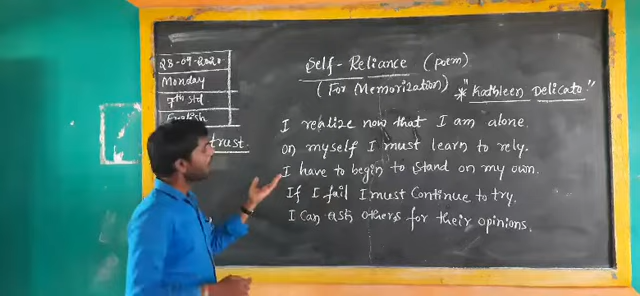 28-09-2020
Monday
9th std
English
trust.
Self-Reliance (poem)
(For Memorization)
* "Kathleen Delicato"
I realize now that I am alone.
On myself I must learn to rely.
I have to begin to stand on my own.
If I fail I must continue to try.
I can ask others for their opinions.